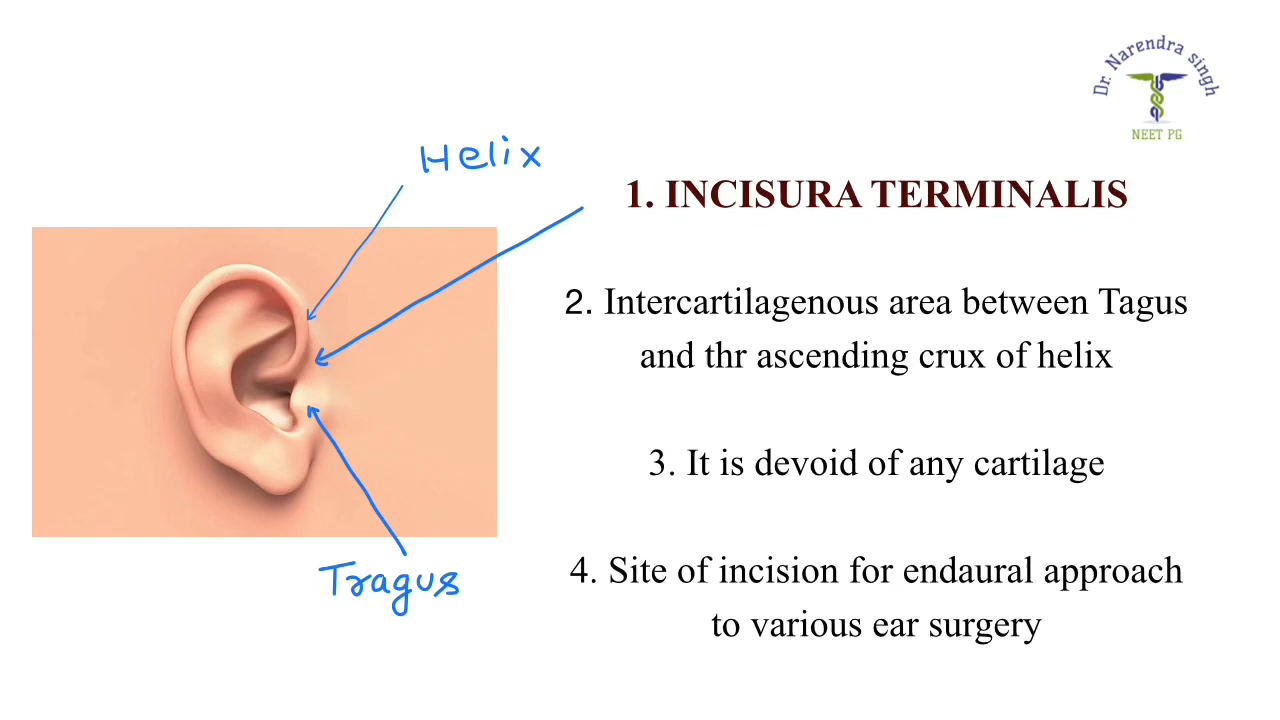 Dr. Narendra singh
NEET PG
Helix
1. INCISURA TERMINALIS
2. Intercartilagenous area between Tagus
and thr ascending crux of helix
3. It is devoid of any cartilage
4. Site of incision for endaural approach
to various ear surgery
Tragus